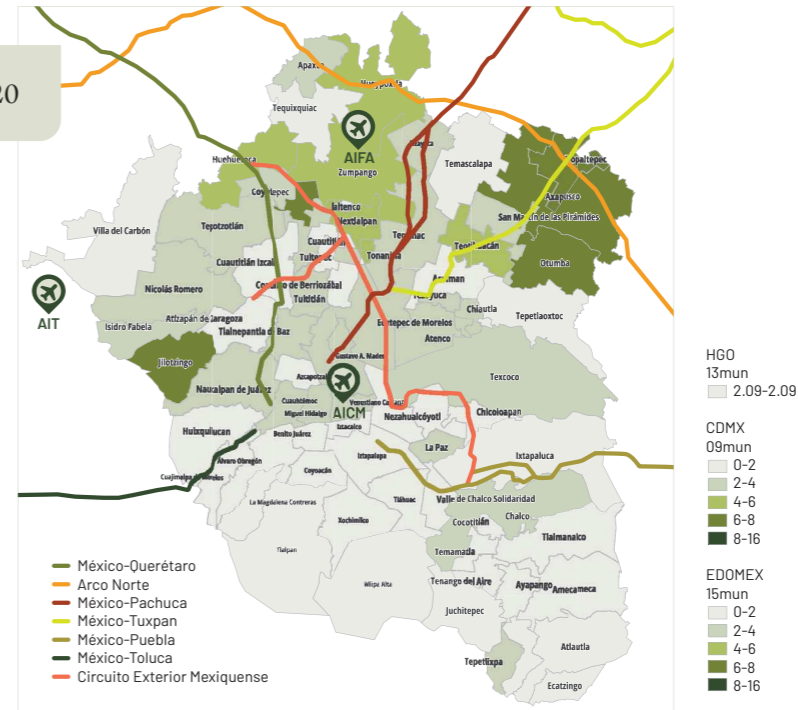 20
Apaxco
Hueypoxtla
Tequixquiac
AIFA
Zumpango
Huehuetoca
Temascalapa
Coyotepec
Jaltenco
Nextlalpan
Axapusco
San Martín de las Pirámides
Villa del Carbón
Tepotzotlán
Cuautitlán
Teotihuacán
Tultepec
Tonanitla
Otumba
Cuautitlán Izcalli
Acolman
AIT
Nicolás Romero
Coacalco de Berriozábal
Tultitlán
Chiautla
Tepetlaoxtoc
Isidro Fabela
Atizapán de Zaragoza
Tlalnepantla de Baz
Ecatepec de Morelos
Atenco
Jilotzingo
Gustavo A. Madero
Azcapotzalco
Texcoco
Naucalpan de Juárez
Cuauhtémoc
AICM
Venustiano Carranza
Miguel Hidalgo
Nezahualcóyotl
Chicoloapan
Iztacalco
Huixquilucan
Benito Juárez
La Paz
Álvaro Obregón
Iztapalapa
Ixtapaluca
Coyoacán
Cuajimalpa de Morelos
La Magdalena Contreras
Tláhuac
Valle de Chalco Solidaridad
Xochimilco
Cocotitlán
Chalco
Tlalmanalco
Tlalpan
Temamatla
Milpa Alta
Tenango del Aire
Ayapango
Amecameca
Juchitepec
Atlautla
Tepetlixpa
Ecatzingo
México-Querétaro
Arco Norte
México-Pachuca
México-Tuxpan
México-Puebla
México-Toluca
Circuito Exterior Mexiquense
HGO
13mun
2.09-2.09
CDMX
09mun
0-2
2-4
4-6
6-8
8-16
EDOMEX
15mun
0-2
2-4
4-6
6-8
8-16